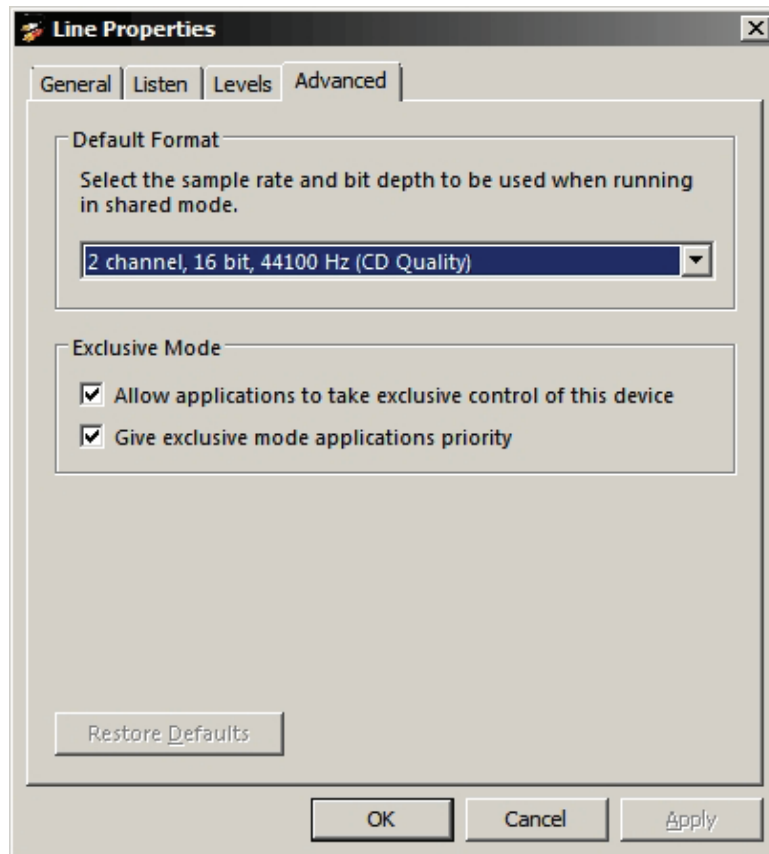 Line Properties
General Listen Levels Advanced
Default Format
Select the sample rate and bit depth to be used when running
in shared mode.
2 channel, 16 bit, 44100 Hz (CD Quality)
Exclusive Mode
Allow applications to take exclusive control of this device
Give exclusive mode applications priority
Restore Defaults
OK Cancel Apply